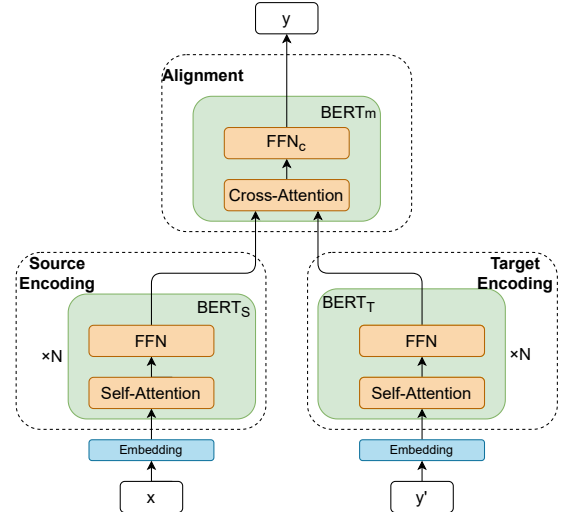 y
Alignment
BERTm
FFNc
Cross-Attention
Source
Encoding
BERTS
FFN
×N
Self-Attention
Embedding
x
Target
Encoding
BERTT
FFN
×N
Self-Attention
Embedding
y'